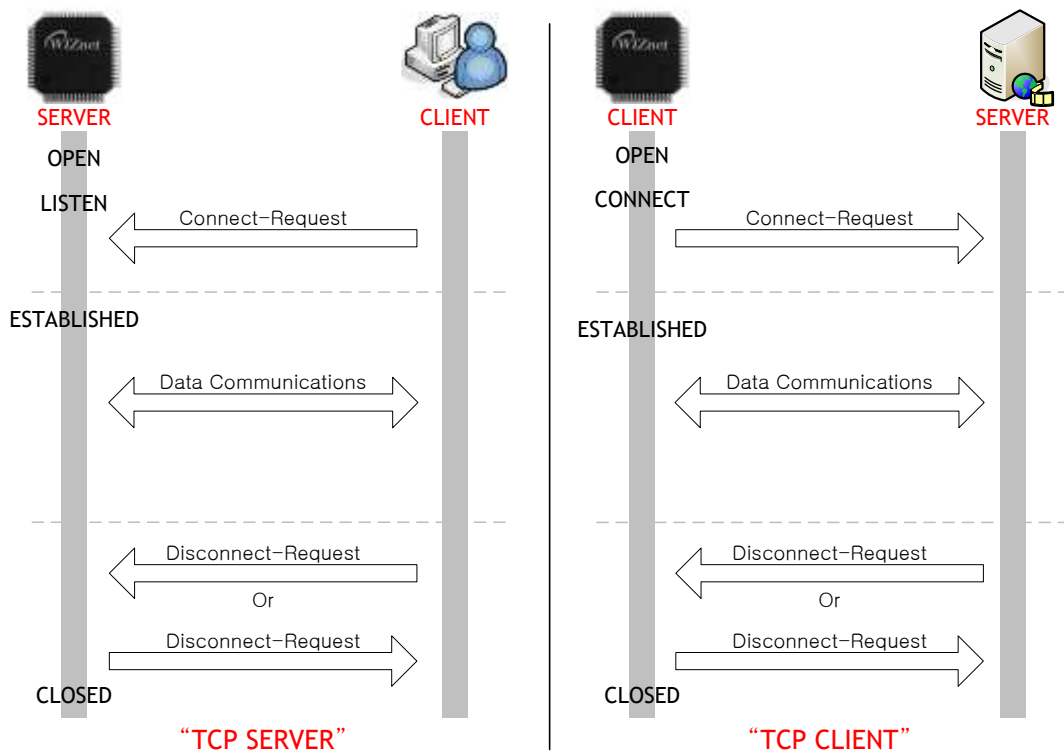 WIZnet
SERVER
CLIENT
OPEN
LISTEN
Connect-Request
ESTABLISHED
Data Communications
Disconnect-Request
Or
Disconnect-Request
CLOSED
“TCP SERVER”
WIZnet
CLIENT
SERVER
OPEN
CONNECT
Connect-Request
ESTABLISHED
Data Communications
Disconnect-Request
Or
Disconnect-Request
CLOSED
“TCP CLIENT”